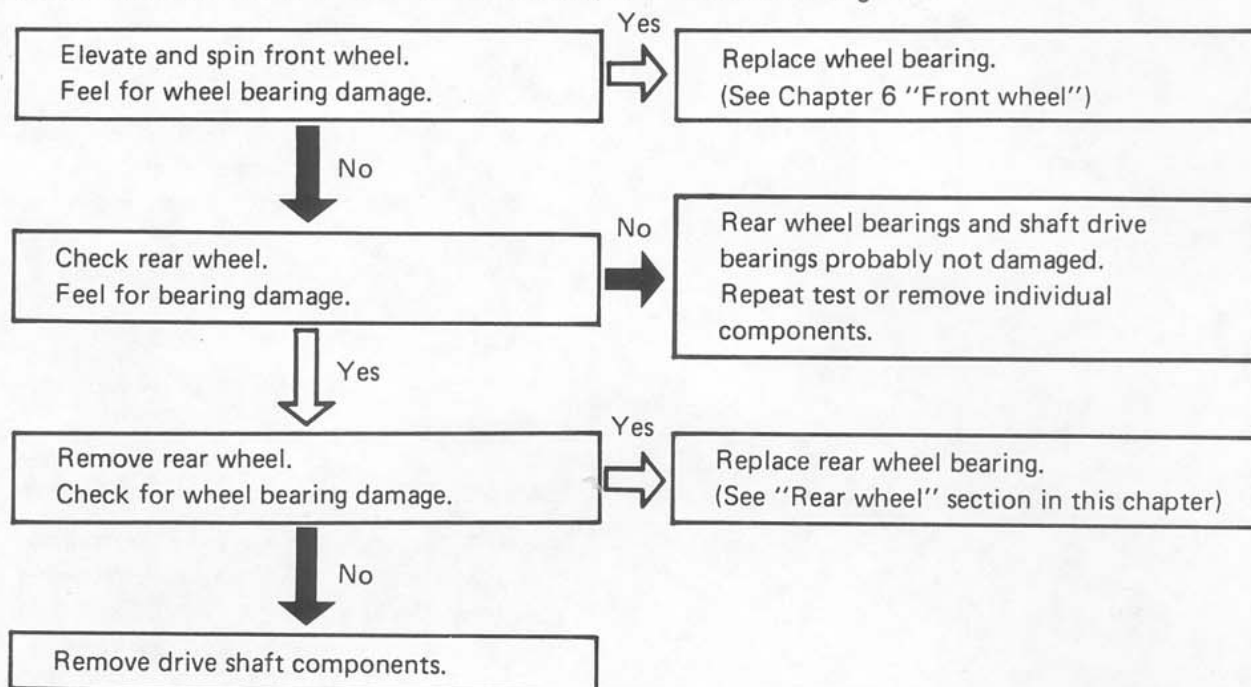 Yes
Elevate and spin front wheel.
Feel for wheel bearing damage.
Replace wheel bearing.
(See Chapter 6 "Front wheel")
No
No
Check rear wheel.
Feel for bearing damage.
Rear wheel bearings and shaft drive
bearings probably not damaged.
Repeat test or remove individual
components.
Yes
Yes
Remove rear wheel.
Check for wheel bearing damage.
Replace rear wheel bearing.
(See "Rear wheel" section in this chapter)
No
Remove drive shaft components.